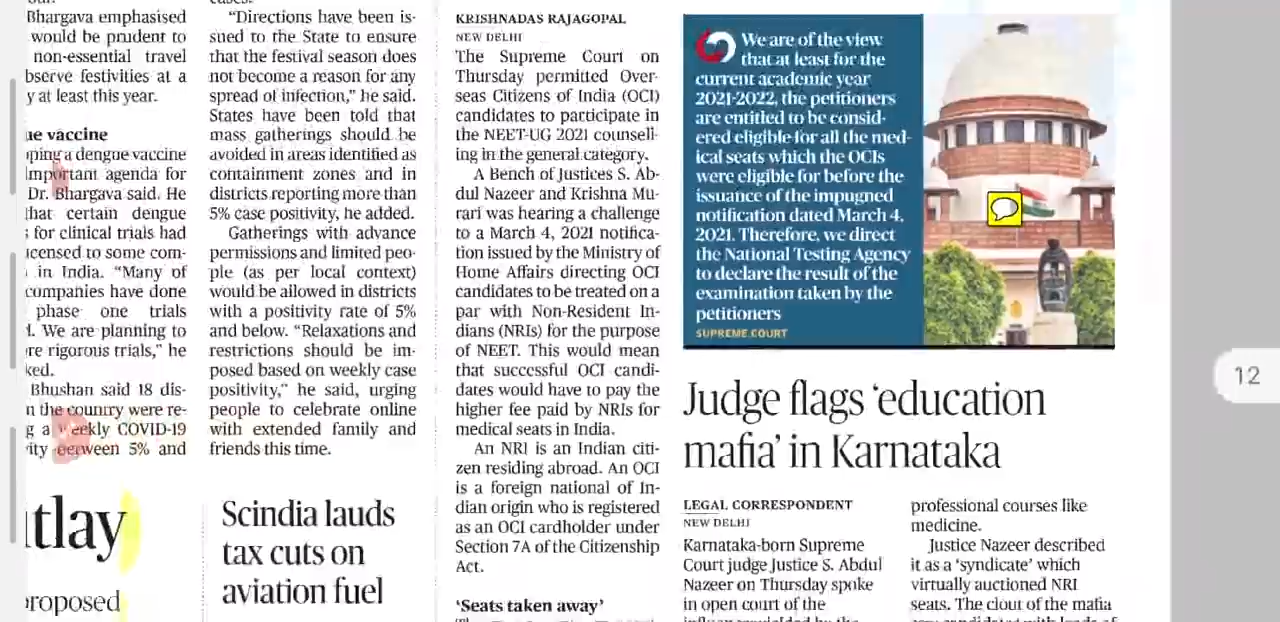 Bhargava emphasised
would be prudent to
non-essential travel
observe festivities at a
y at least this year.
vaccine
a dengue vaccine
important agenda for
Dr. Bhargava said. He
that certain dengue
for clinical trials had
licensed to some com-
in India. “Many of
companies have done
phase one trials
We are planning to
rigorous trials,” he
Bhushan said 18 dis-
the country were re-
a weekly COVID-19
between 5% and
tlay
proposed
“Directions have been is-
sued to the State to ensure
that the festival season does
not become a reason for any
spread of infection,” he said.
States have been told that
mass gatherings should be
avoided in areas identified as
containment zones and in
districts reporting more than
5% case positivity, he added.
Gatherings with advance
permissions and limited peo-
ple (as per local context)
would be allowed in districts
with a positivity rate of 5%
and below. “Relaxations and
restrictions should be im-
posed based on weekly case
positivity,” he said, urging
people to celebrate online
with extended family and
friends this time.
Scindia lauds
tax cuts on
aviation fuel
KRISHNADAS RAJAGOPAL
NEW DELHI
The Supreme Court on
Thursday permitted Over-
seas Citizens of India (OCI)
candidates to participate in
the NEET-UG 2021 counsell-
ing in the general category.
A Bench of Justices S. Ab-
dul Nazeer and Krishna Mu-
rari was hearing a challenge
to a March 4, 2021 notifica-
tion issued by the Ministry of
Home Affairs directing OCI
candidates to be treated on a
par with Non-Resident In-
dians (NRIs) for the purpose
of NEET. This would mean
that successful OCI candi-
dates would have to pay the
higher fee paid by NRIs for
medical seats in India.
An NRI is an Indian citi-
zen residing abroad. An OCI
is a foreign national of In-
dian origin who is registered
as an OCI cardholder under
Section 7A of the Citizenship
Act.
‘Seats taken away’
We are of the view
that at least for the
current academic year
2021-2022, the petitioners
are entitled to be consid-
ered eligible for all the med-
ical seats which the OCIs
were eligible for before the
issuance of the impugned
notification dated March 4,
2021. Therefore, we direct
the National Testing Agency
to declare the result of the
examination taken by the
petitioners
SUPREME COURT
Judge flags ‘education
mafia’ in Karnataka
LEGAL CORRESPONDENT
NEW DELHI
Karnataka-born Supreme
Court judge Justice S. Abdul
Nazeer on Thursday spoke
in open court of the
professional courses like
medicine.
Justice Nazeer described
it as a ‘syndicate’ which
virtually auctioned NRI
seats. The clout of the mafia
12